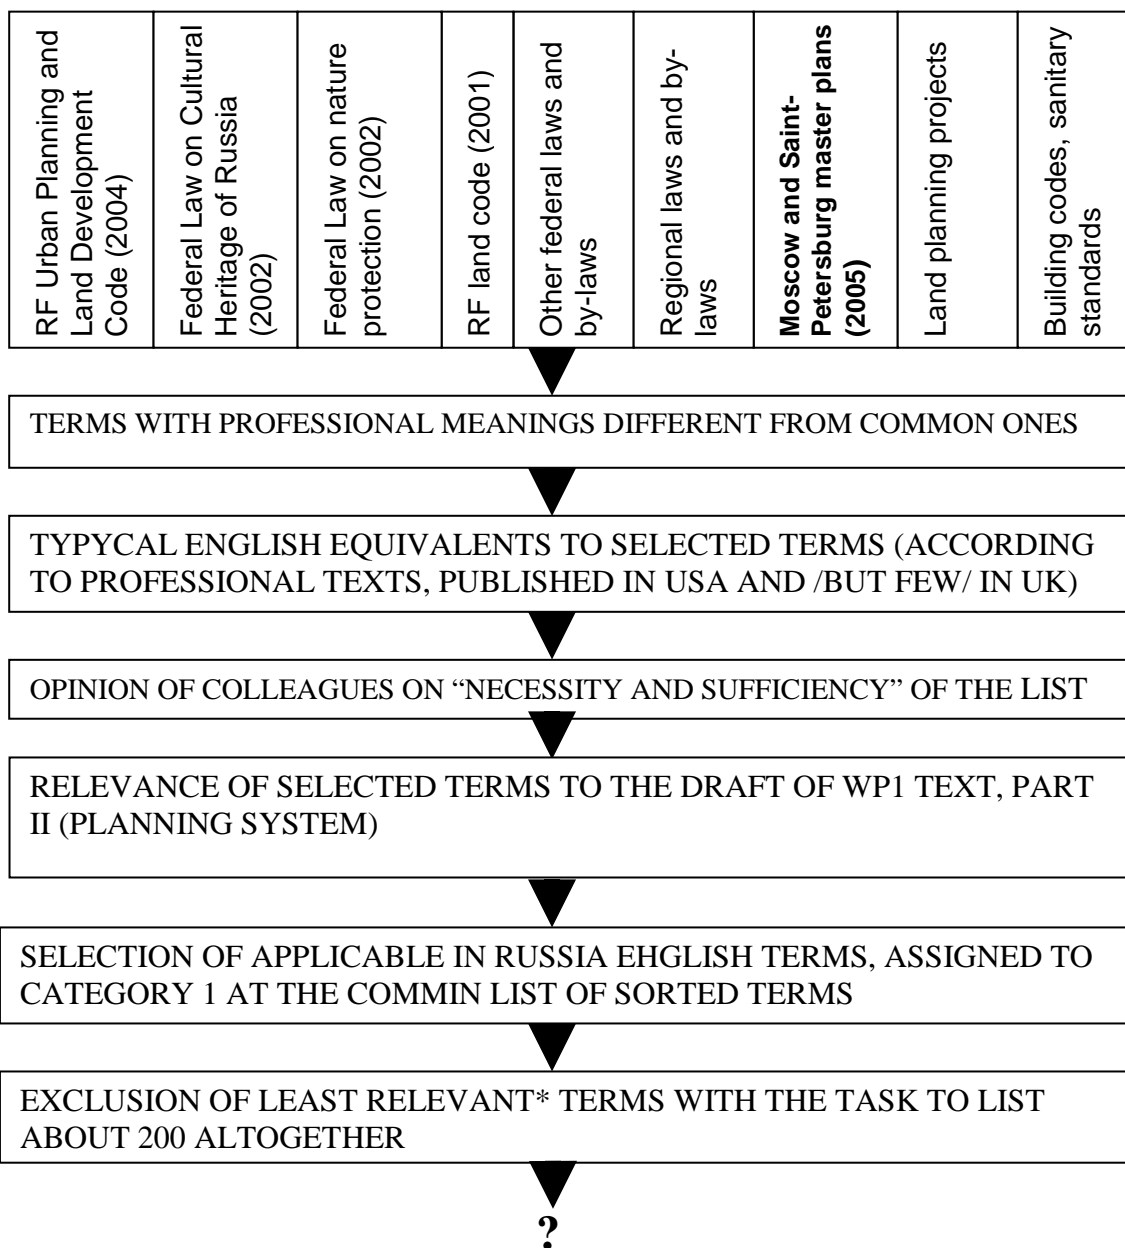 RF Urban Planning and
Land Development
Code (2004)
Federal Law on Cultural
Heritage of Russia
(2002)
Federal Law on nature
protection (2002)
RF land code (2001)
Other federal laws and
by-laws
Regional laws and by-
laws
Moscow and Saint-
Petersburg master plans
(2005)
Land planning projects
Building codes, sanitary
standards
TERMS WITH PROFESSIONAL MEANINGS DIFFERENT FROM COMMON ONES
TYPYCAL ENGLISH EQUIVALENTS TO SELECTED TERMS (ACCORDING
TO PROFESSIONAL TEXTS, PUBLISHED IN USA AND /BUT FEW/ IN UK)
OPINION OF COLLEAGUES ON “NECESSITY AND SUFFICIENCY” OF THE LIST
RELEVANCE OF SELECTED TERMS TO THE DRAFT OF WP1 TEXT, PART
II (PLANNING SYSTEM)
SELECTION OF APPLICABLE IN RUSSIA EHGLISH TERMS, ASSIGNED TO
CATEGORY 1 AT THE COMMIN LIST OF SORTED TERMS
EXCLUSION OF LEAST RELEVANT* TERMS WITH THE TASK TO LIST
ABOUT 200 ALTOGETHER
?